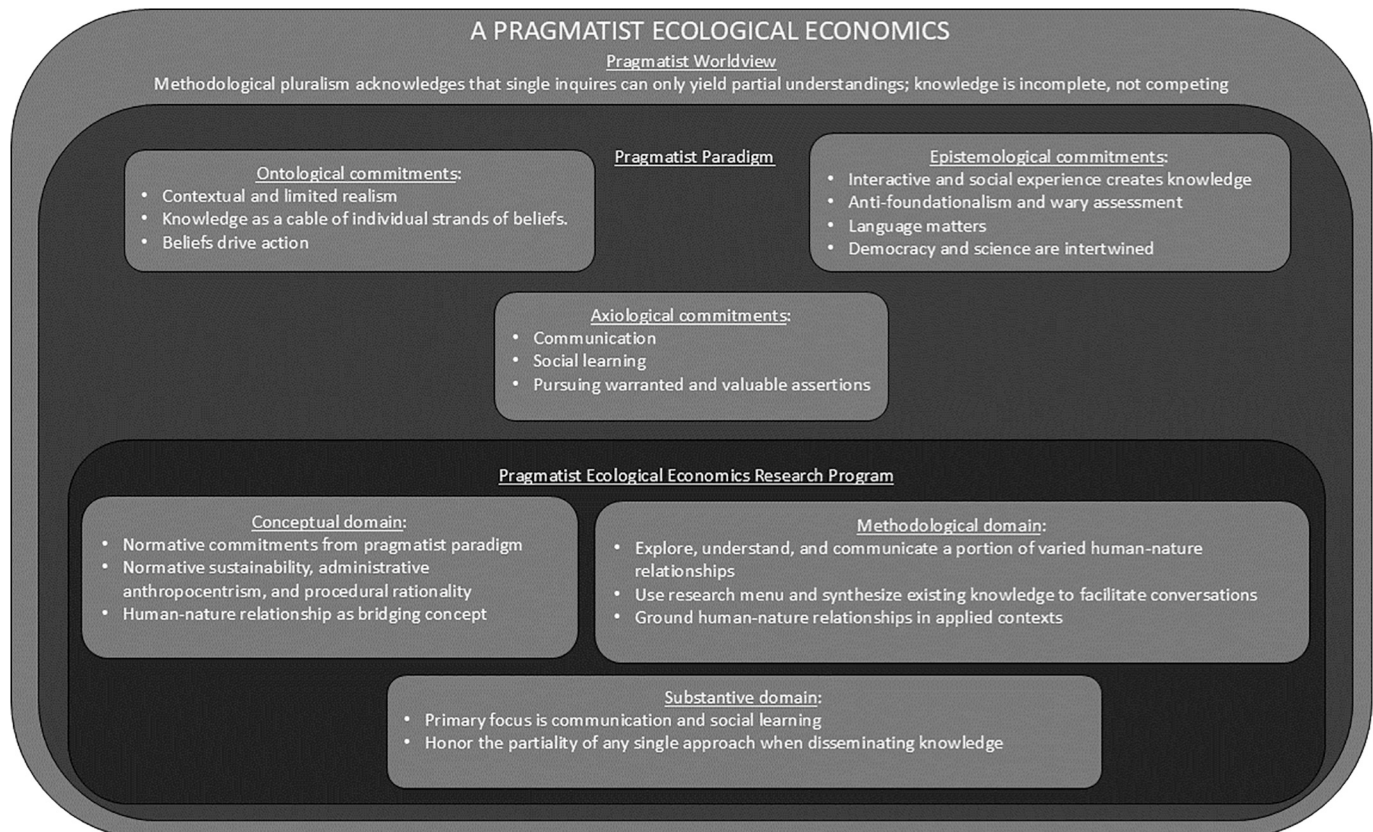 A PRAGMATIST ECOLOGICAL ECONOMICS
Pragmatist Worldview
Methodological pluralism acknowledges that single inquires can only yield partial understandings; knowledge is incomplete, not competing
Pragmatist Paradigm
Ontological commitments:
• Contextual and limited realism
• Knowledge as a cable of individual strands of beliefs.
• Beliefs drive action
Epistemological commitments:
• Interactive and social experience creates knowledge
• Anti-foundationalism and wary assessment
• Language matters
• Democracy and science are intertwined
Axiological commitments:
• Communication
• Social learning
• Pursuing warranted and valuable assertions
Pragmatist Ecological Economics Research Program
Conceptual domain:
• Normative commitments from pragmatist paradigm
• Normative sustainability, administrative
anthropocentrism, and procedural rationality
• Human-nature relationship as bridging concept
Methodological domain:
• Explore, understand, and communicate a portion of varied human-nature
relationships
• Use research menu and synthesize existing knowledge to facilitate conversations
• Ground human-nature relationships in applied contexts
Substantive domain:
• Primary focus is communication and social learning
• Honor the partiality of any single approach when disseminating knowledge